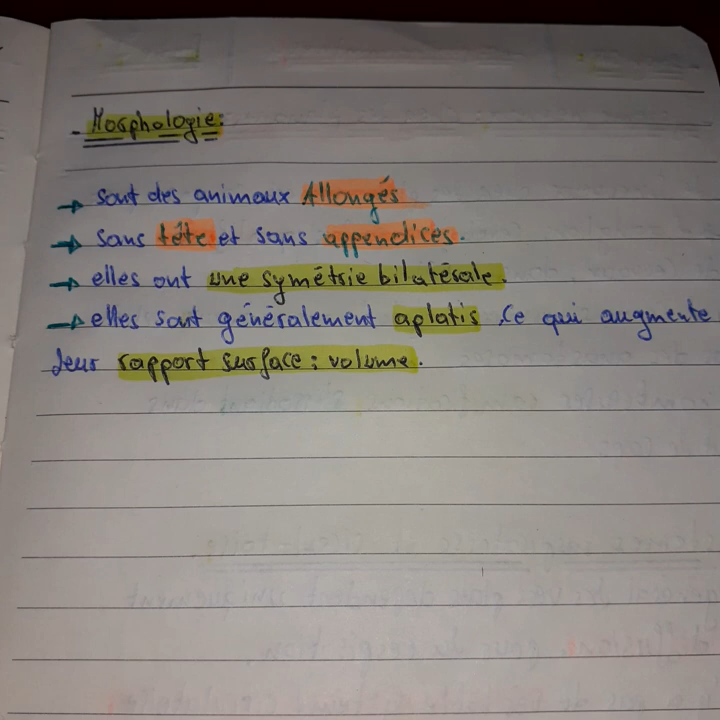 - Morphologie:
→ sont des animaux Allongés
→ sans tête et sans appendices.
→ elles ont une symétrie bilatérale.
→ elles sont généralement aplatis, ce qui augmente
leur rapport surface : volume.